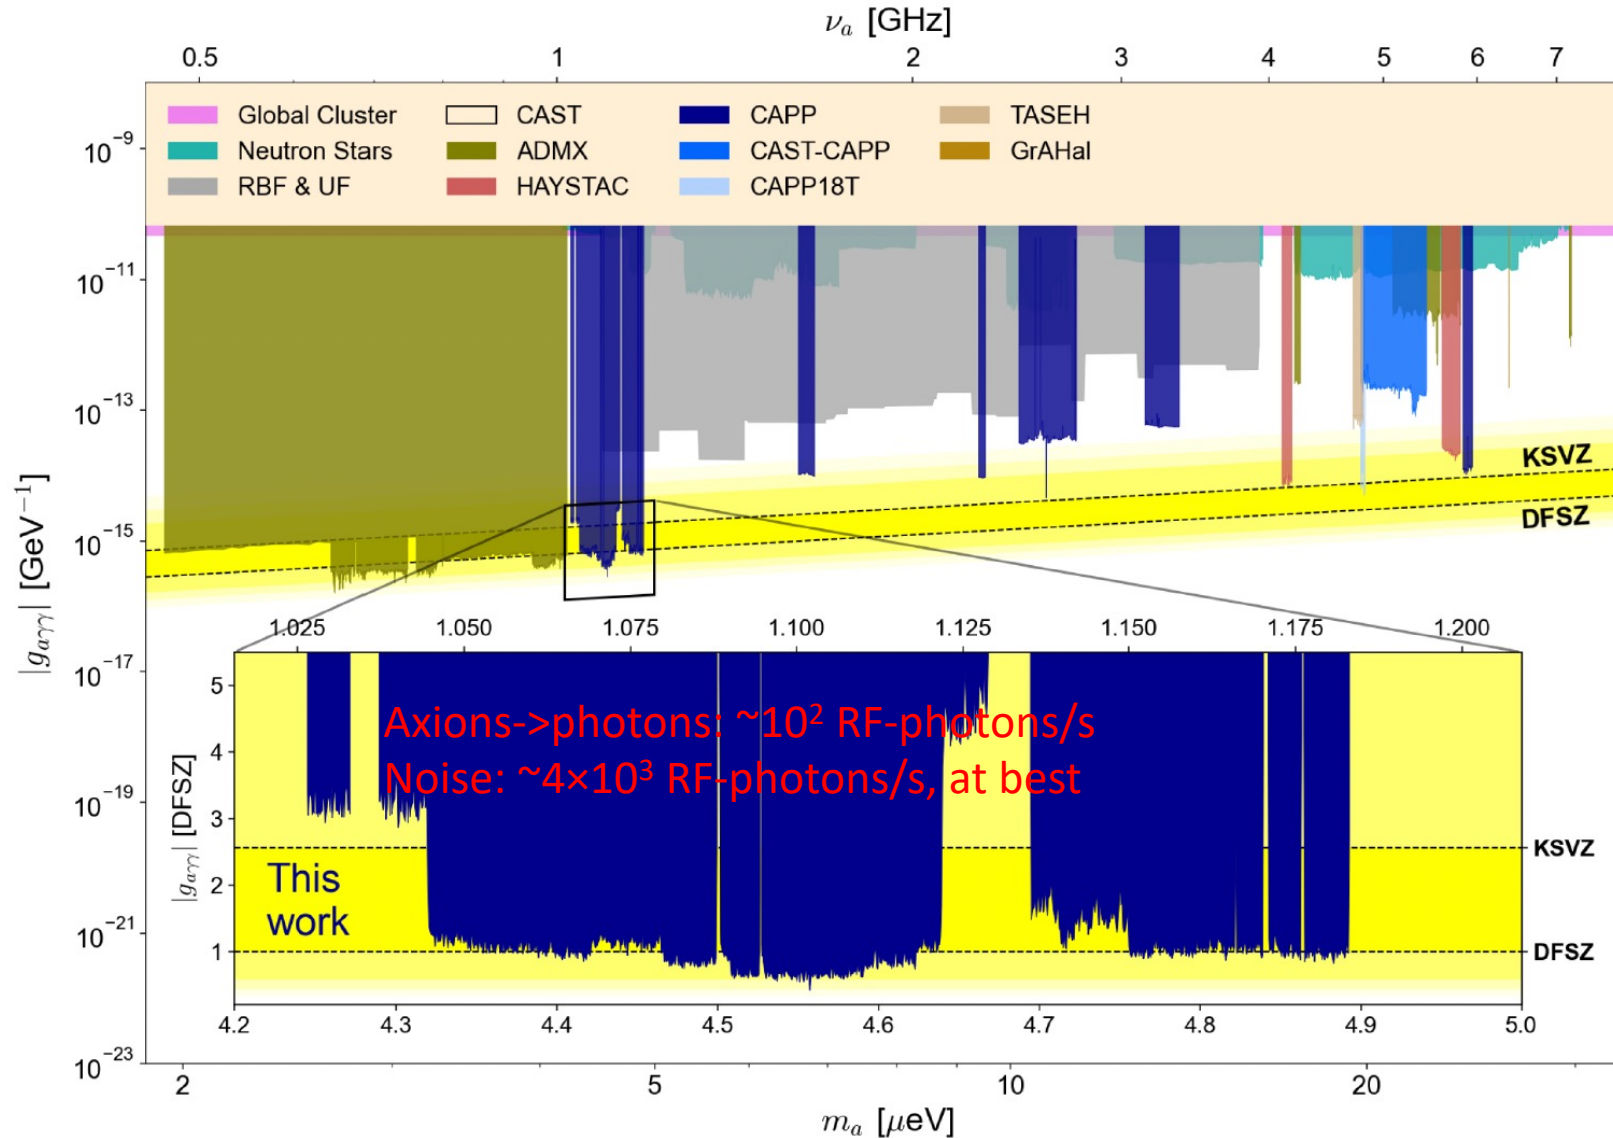 ν_a [GHz]
0.5 1 2 3 4 5 6 7
Global Cluster CAST CAPP TASEH
Neutron Stars ADMX CAST-CAPP GrAHal
RBF & UF HAYSTAC CAPP18T
10⁻⁹
10⁻¹¹
10⁻¹³
10⁻¹⁵
10⁻¹⁷
10⁻¹⁹
10⁻²¹
10⁻²³
|g_{aγγ}| [GeV⁻¹]
KSVZ
DFSZ
1.025 1.050 1.075 1.100 1.125 1.150 1.175 1.200
5
4
3
2
1
|g_{aγγ}| [DFSZ]
Axions->photons: ~10² RF-photons/s
Noise: ~4×10³ RF-photons/s, at best
This
work
KSVZ
DFSZ
4.2 4.3 4.4 4.5 4.6 4.7 4.8 4.9 5.0
2 5 10 20
m_a [μeV]